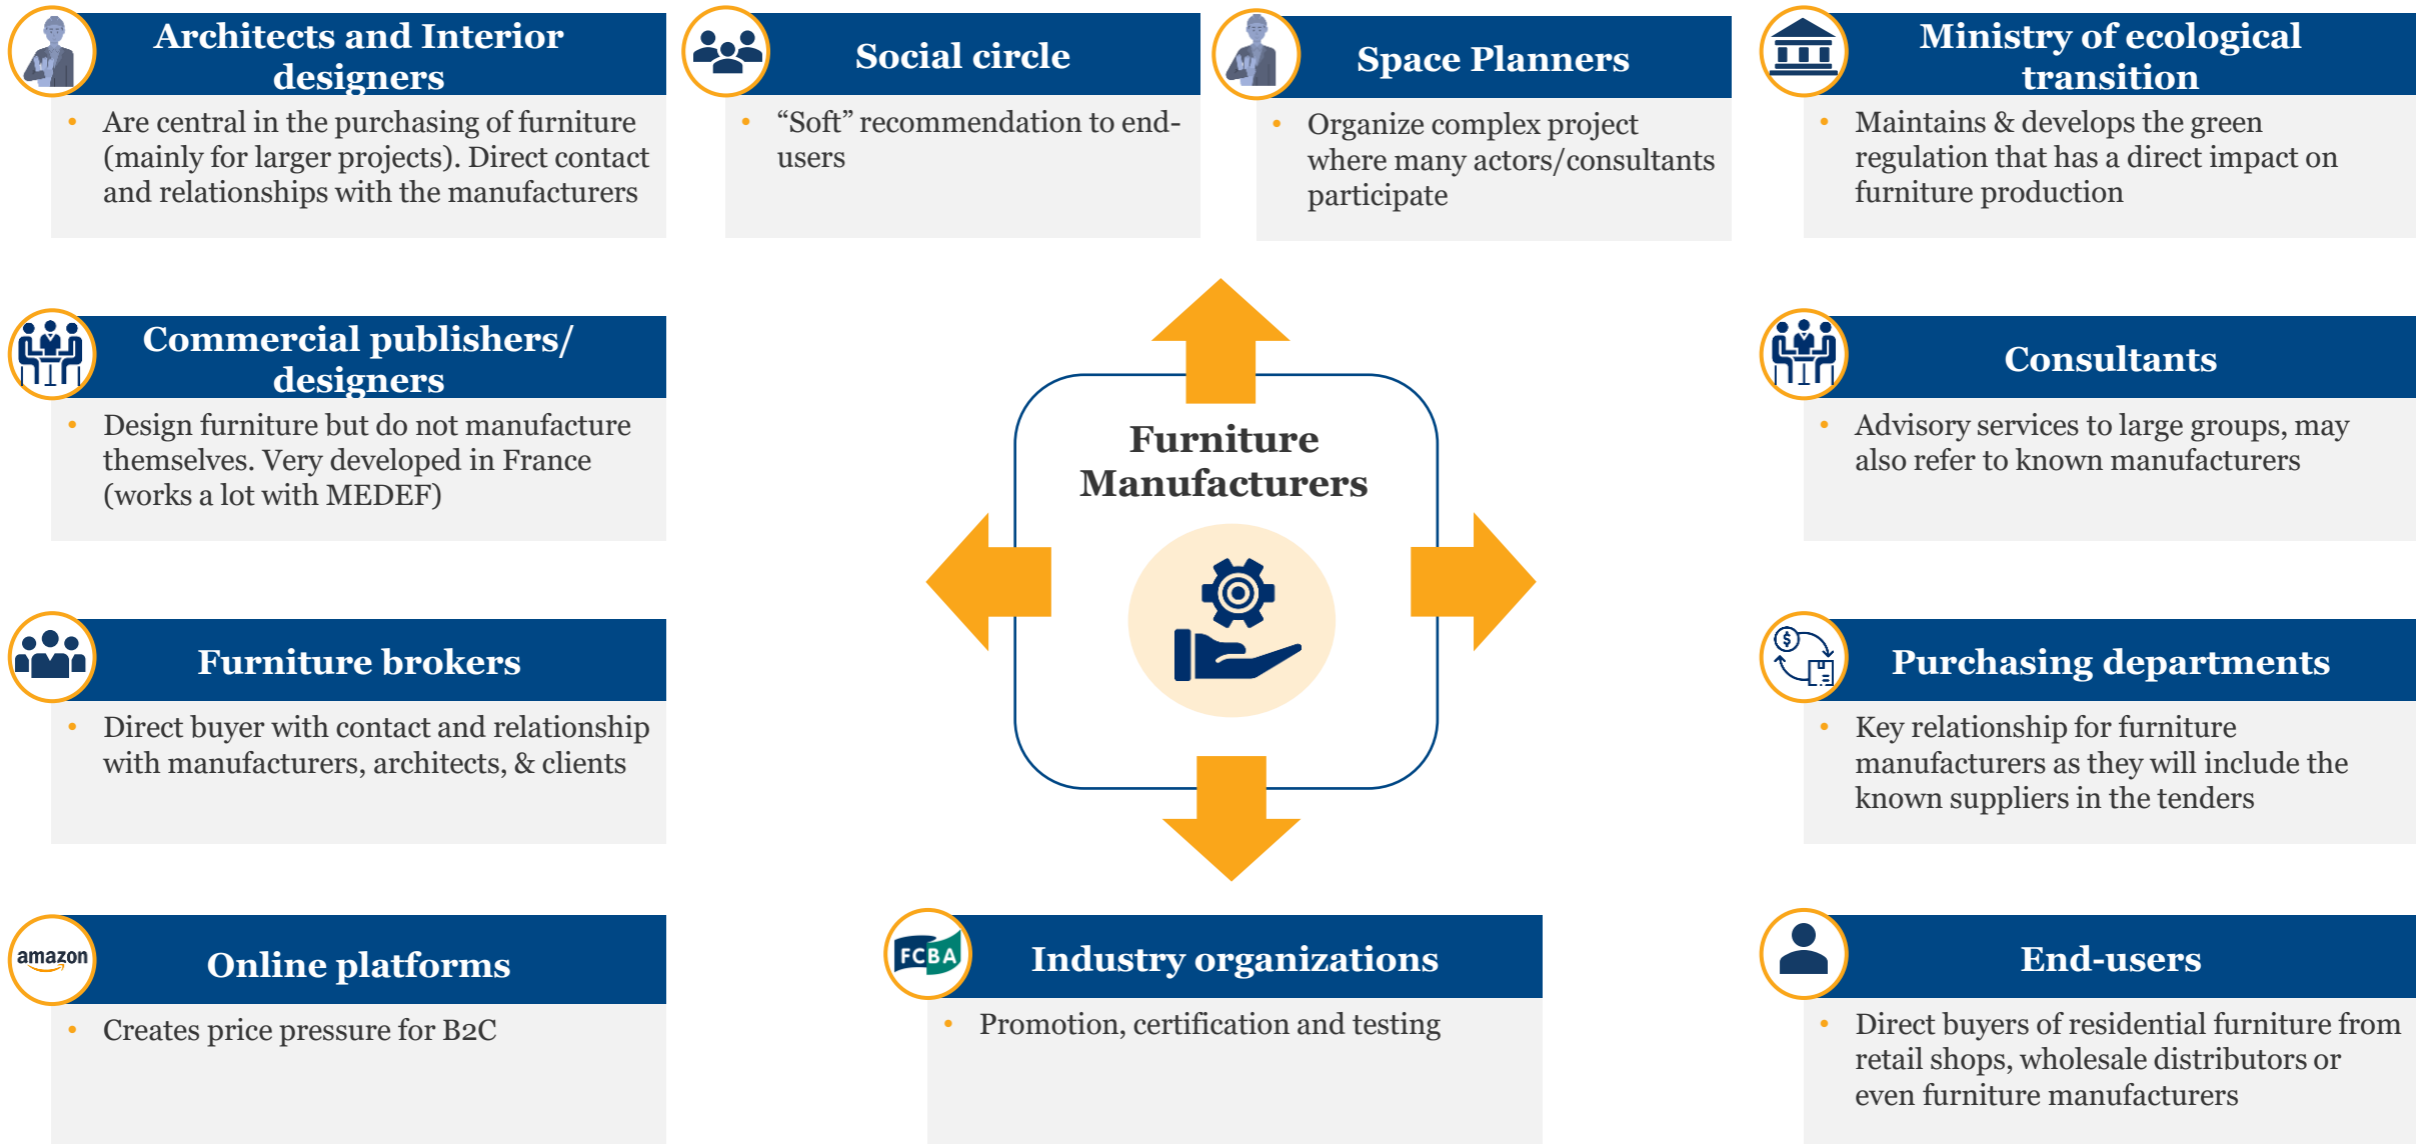 Architects and Interior
designers
• Are central in the purchasing of furniture
(mainly for larger projects). Direct contact
and relationships with the manufacturers
Social circle
• “Soft” recommendation to end-
users
Space Planners
• Organize complex project
where many actors/consultants
participate
Ministry of ecological
transition
• Maintains & develops the green
regulation that has a direct impact on
furniture production
Commercial publishers/
designers
• Design furniture but do not manufacture
themselves. Very developed in France
(works a lot with MEDEF)
Furniture
Manufacturers
Consultants
• Advisory services to large groups, may
also refer to known manufacturers
Furniture brokers
• Direct buyer with contact and relationship
with manufacturers, architects, & clients
$
Purchasing departments
• Key relationship for furniture
manufacturers as they will include the
known suppliers in the tenders
amazon
Online platforms
• Creates price pressure for B2C
FCBA
Industry organizations
• Promotion, certification and testing
End-users
• Direct buyers of residential furniture from
retail shops, wholesale distributors or
even furniture manufacturers